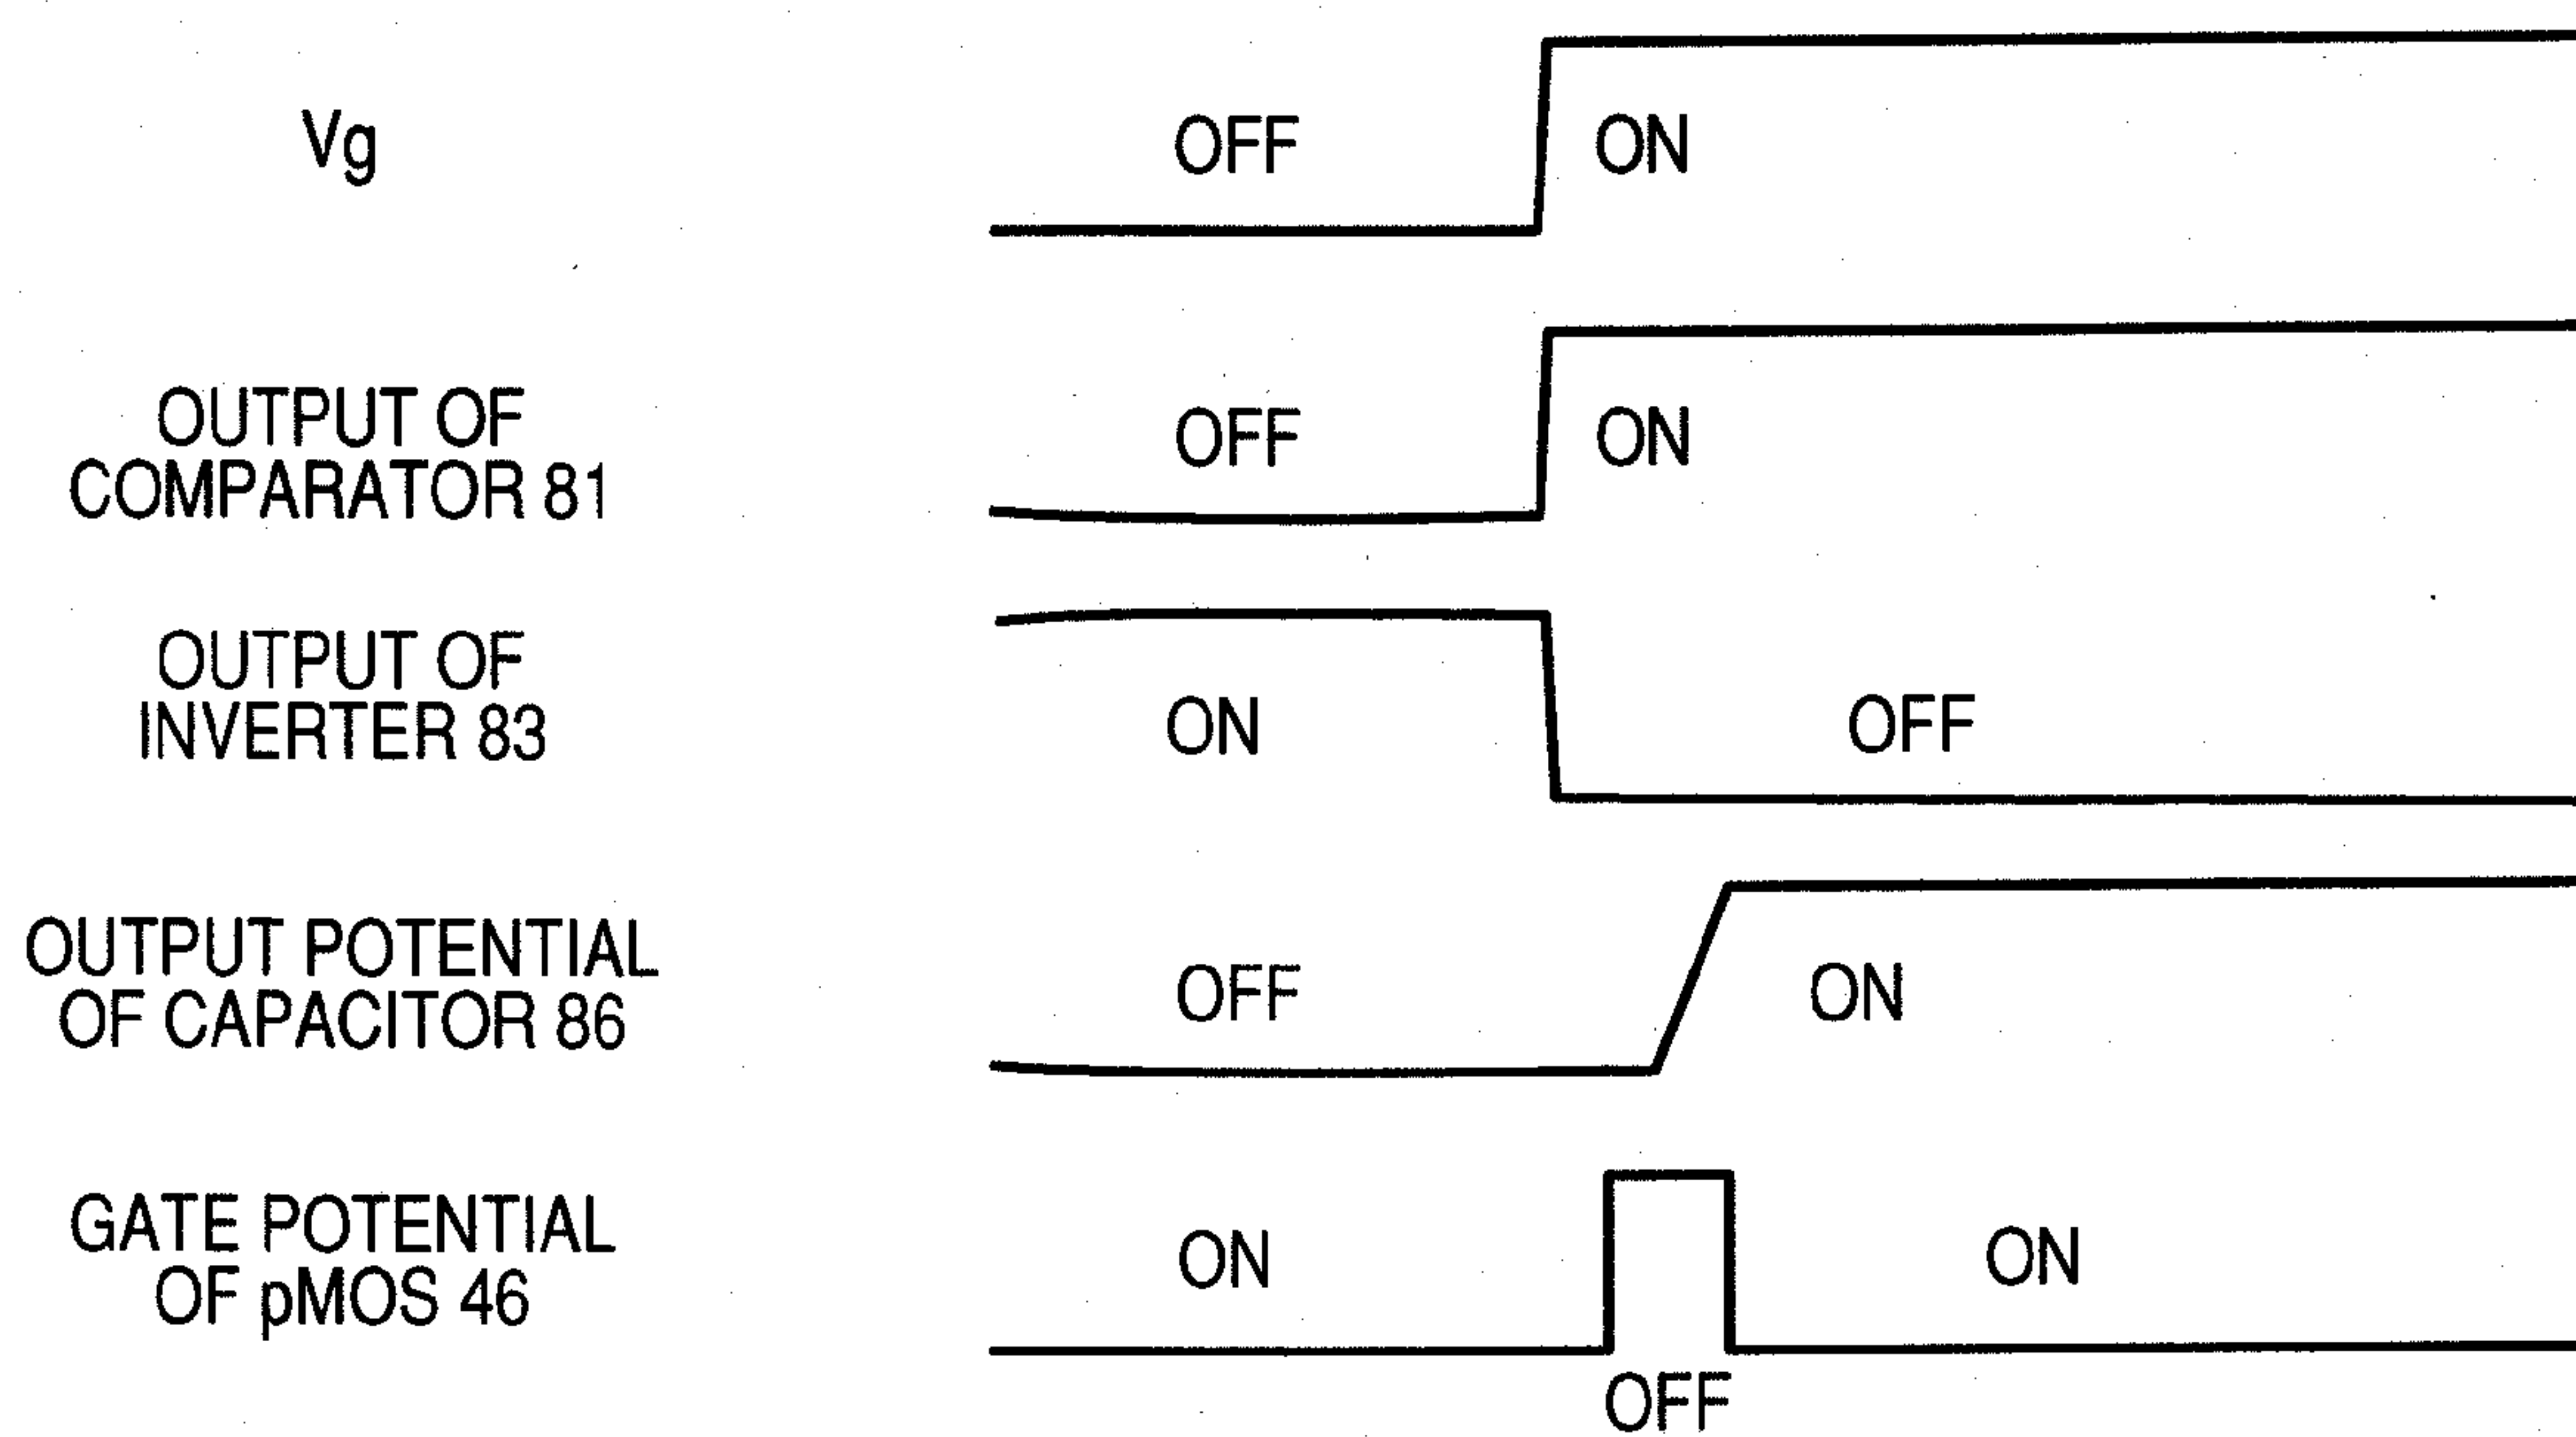 Vg
OFF
ON
OUTPUT OF
COMPARATOR 81
OFF
ON
OUTPUT OF
INVERTER 83
ON
OFF
OUTPUT POTENTIAL
OF CAPACITOR 86
OFF
ON
GATE POTENTIAL
OF pMOS 46
ON
ON
OFF